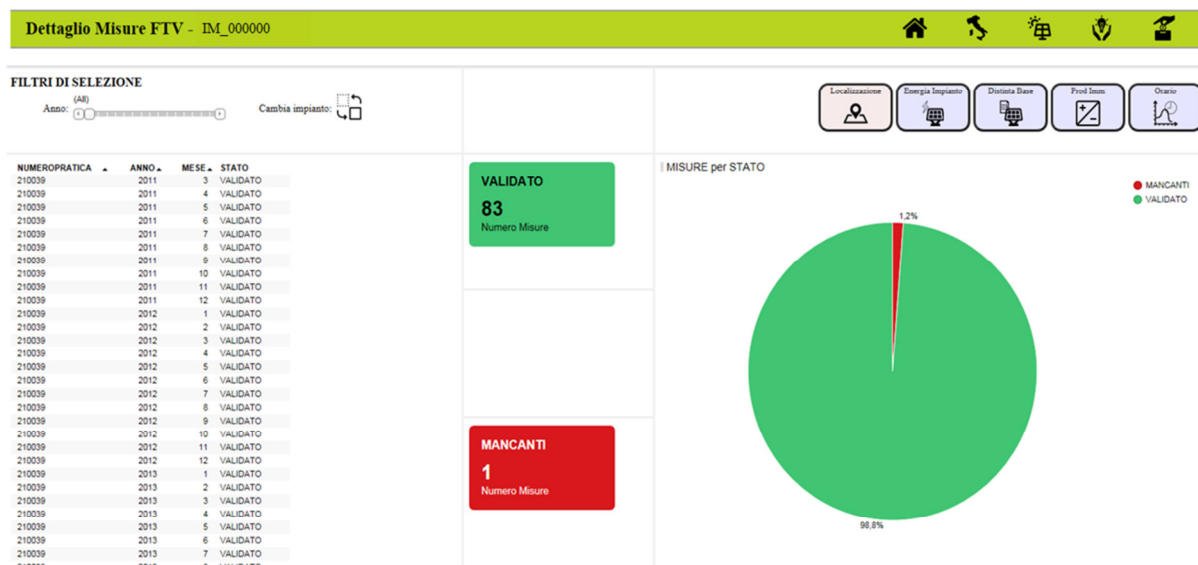 Dettaglio Misure FTV - IM_000000
FILTRI DI SELEZIONE
(All)
Anno:
Cambia impianto:
Localizzazione
Energia Impianto
Distinta Base
Prod Imm
Orario
NUMEROPRATICA ANNO MESE STATO
210039 2011 3 VALIDATO
210039 2011 4 VALIDATO
210039 2011 5 VALIDATO
210039 2011 6 VALIDATO
210039 2011 7 VALIDATO
210039 2011 8 VALIDATO
210039 2011 9 VALIDATO
210039 2011 10 VALIDATO
210039 2011 11 VALIDATO
210039 2011 12 VALIDATO
210039 2012 1 VALIDATO
210039 2012 2 VALIDATO
210039 2012 3 VALIDATO
210039 2012 4 VALIDATO
210039 2012 5 VALIDATO
210039 2012 6 VALIDATO
210039 2012 7 VALIDATO
210039 2012 8 VALIDATO
210039 2012 9 VALIDATO
210039 2012 10 VALIDATO
210039 2012 11 VALIDATO
210039 2012 12 VALIDATO
210039 2013 1 VALIDATO
210039 2013 2 VALIDATO
210039 2013 3 VALIDATO
210039 2013 4 VALIDATO
210039 2013 5 VALIDATO
210039 2013 6 VALIDATO
210039 2013 7 VALIDATO
VALIDATO
83
Numero Misure
MANCANTI
1
Numero Misure
MISURE per STATO
MANCANTI
VALIDATO
1,2%
98,8%